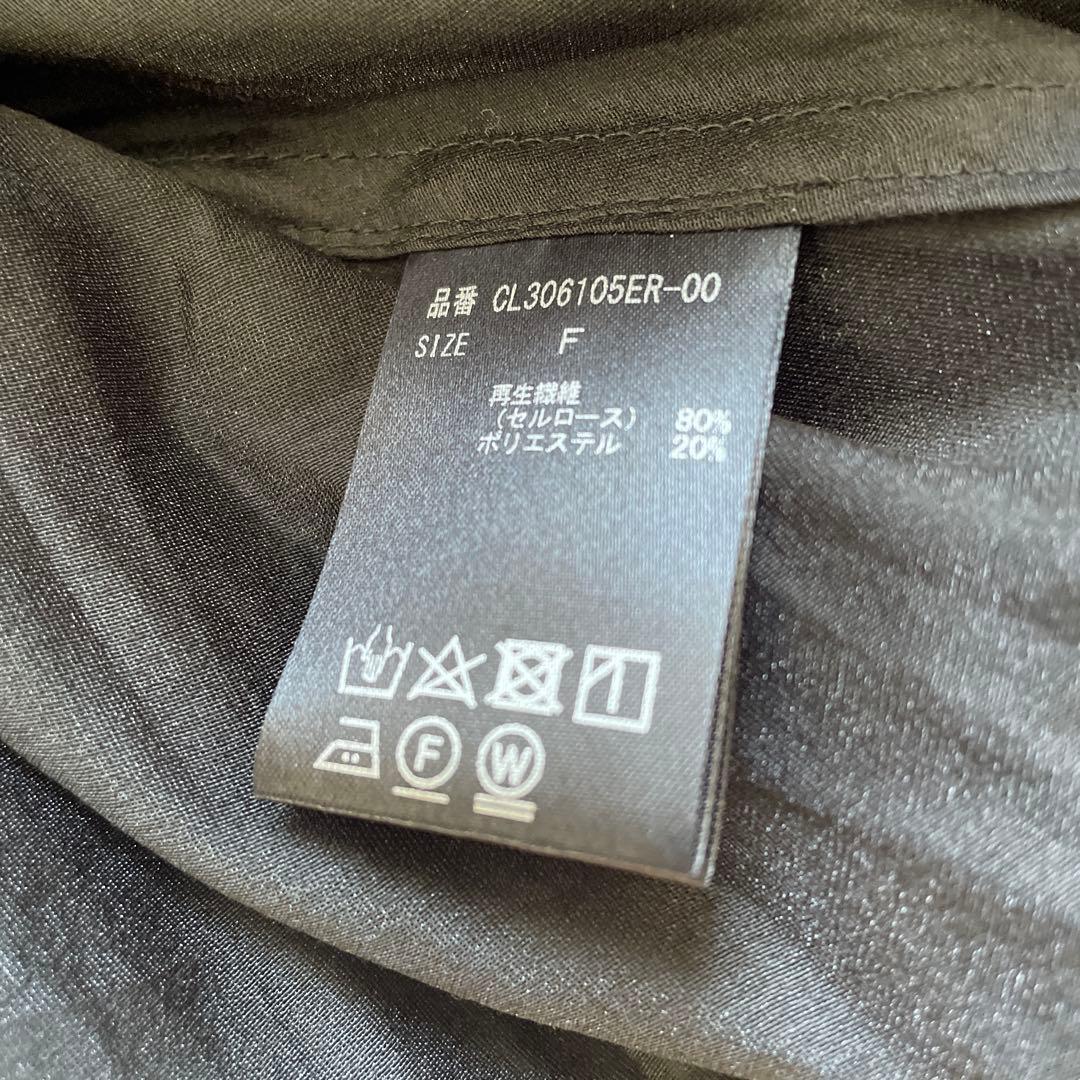 品番 CL306105ER-00
SIZE F
再生繊維
(セルロース) 80%
ポリエステル 20%
F
W